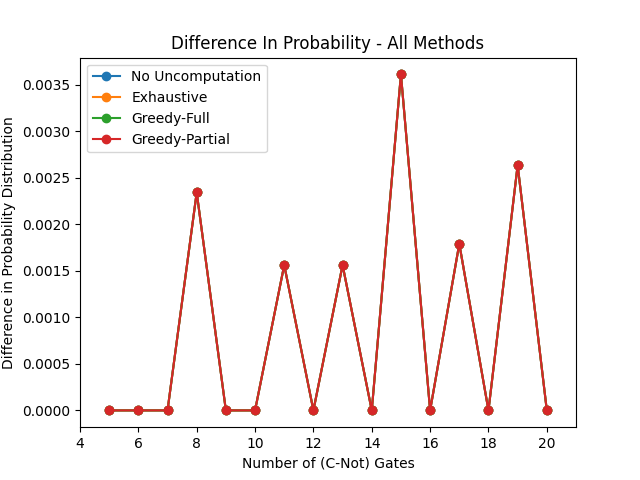 Difference In Probability - All Methods
No Uncomputation
Exhaustive
Greedy-Full
Greedy-Partial
Difference in Probability Distribution
0.0035
0.0030
0.0025
0.0020
0.0015
0.0010
0.0005
0.0000
4 6 8 10 12 14 16 18 20
Number of (C-Not) Gates